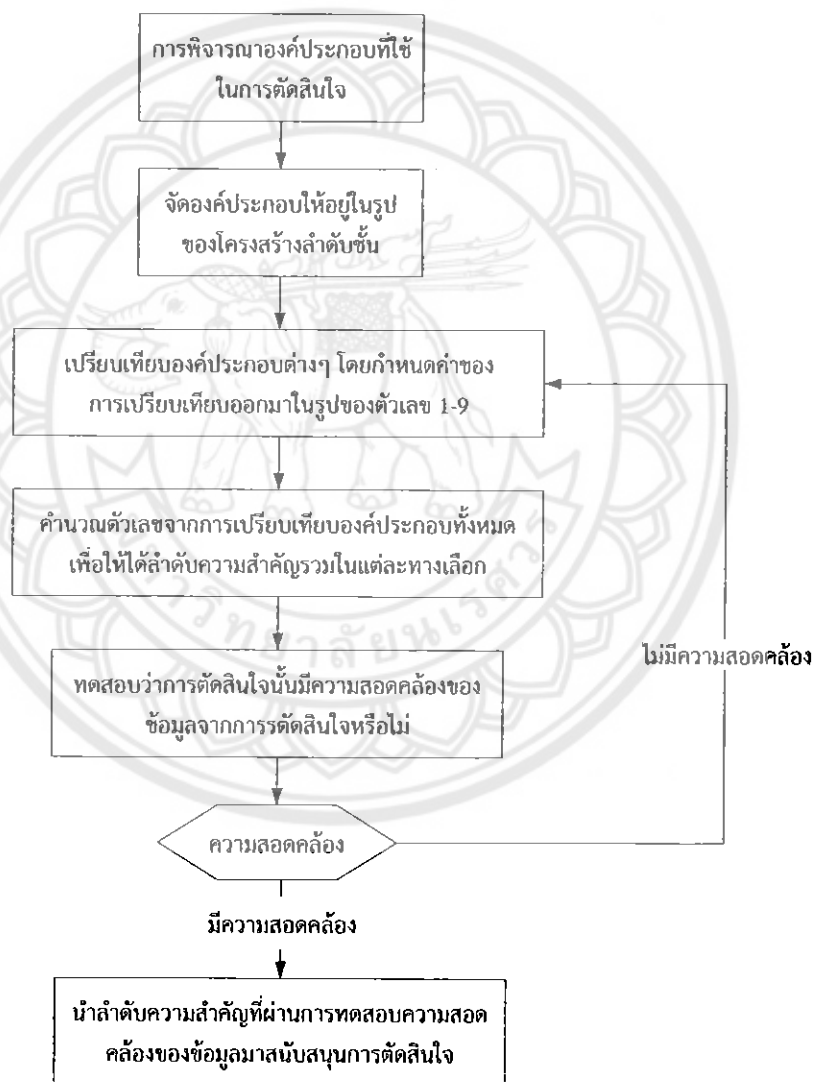 การพิจารณาองค์ประกอบที่ใช้
ในการตัดสินใจ
จัดองค์ประกอบให้อยู่ในรูป
ของโครงสร้างลำดับชั้น
เปรียบเทียบองค์ประกอบต่างๆ โดยกำหนดค่าของ
การเปรียบเทียบออกมาในรูปของตัวเลข 1-9
คำนวณตัวเลขจากการเปรียบเทียบองค์ประกอบทั้งหมด
เพื่อให้ได้ลำดับความสำคัญรวมในแต่ละทางเลือก
มหาวิทยาลัยนเรศวร
ไม่มีความสอดคล้อง
ทดสอบว่าการตัดสินใจนั้นมีความสอดคล้องของ
ข้อมูลจากการรตัดสินใจหรือไม่
ความสอดคล้อง
มีความสอดคล้อง
นำลำดับความสำคัญที่ผ่านการทดสอบความสอด
คล้องของข้อมูลมาสนับสนุนการตัดสินใจ